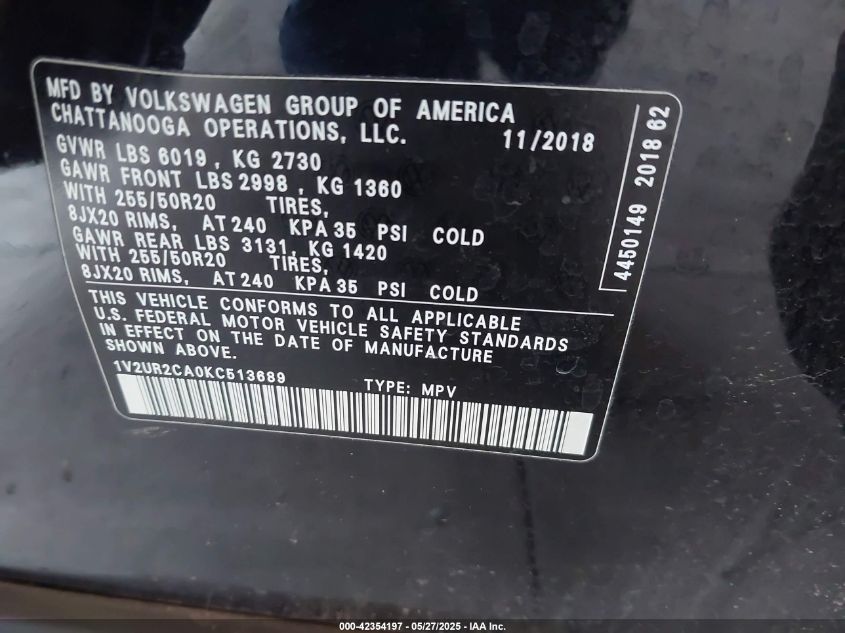 MFD BY VOLKSWAGEN GROUP OF AMERICA
CHATTANOOGA OPERATIONS, LLC. 11/2018
GVWR LBS 6019 , KG 2730
GAWR FRONT LBS 2998 , KG 1360
WITH 255/50R20 TIRES,
8JX20 RIMS, AT 240 KPA 35 PSI COLD
GAWR REAR LBS 3131, KG 1420
WITH 255/50R20 TIRES,
8JX20 RIMS, AT 240 KPA 35 PSI COLD
4450149 2018 62
THIS VEHICLE CONFORMS TO ALL APPLICABLE
U.S. FEDERAL MOTOR VEHICLE SAFETY STANDARDS
IN EFFECT ON THE DATE OF MANUFACTURE
SHOWN ABOVE.
1V2UR2CA0KC513689 TYPE: MPV
000-42354197 - 05/27/2025 - IAA Inc.